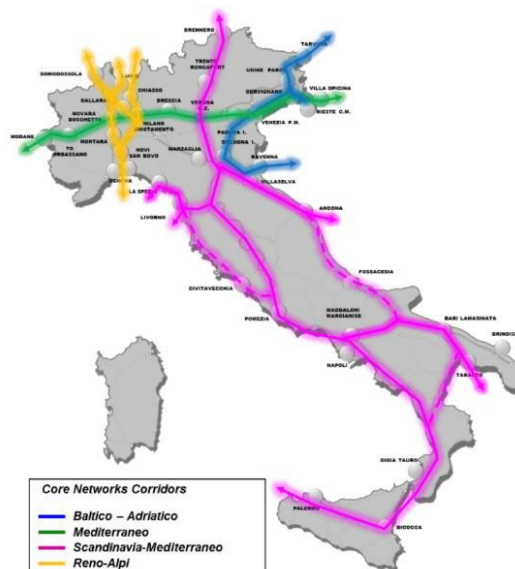 BRENNERO
TARVISIO
TRENTO
RONCAFORT
UDINE PARCO
DOMODOSSOLA
CHIASSO
CERVIGNANO
VILLA OPICINA
GALLARATE
BRESCIA
VERONA
Q.E.
TRIESTE C.M.
NOVARA
BOSCHETTO
MILANO
SMISTAMENTO
VENEZIA P.M.
MODANE
PADOVA I.
BOLOGNA I.
TO
ORBASSANO
MORTARA
NOVI
SAN BOVO
MARZAGLIA
RAVENNA
VILLASELVA
GENOVA
LA SPEZIA
LIVORNO
ANCONA
FOSSACESIA
CIVITAVECCHIA
POMEZIA
MADDALONI
MARCIANISE
BARI LAMASINATA
BRINDISI
NAPOLI
TARANTO
GIOIA TAURO
PALERMO
BICOCCA
Core Networks Corridors
Baltico – Adriatico
Mediterraneo
Scandinavia-Mediterraneo
Reno-Alpi